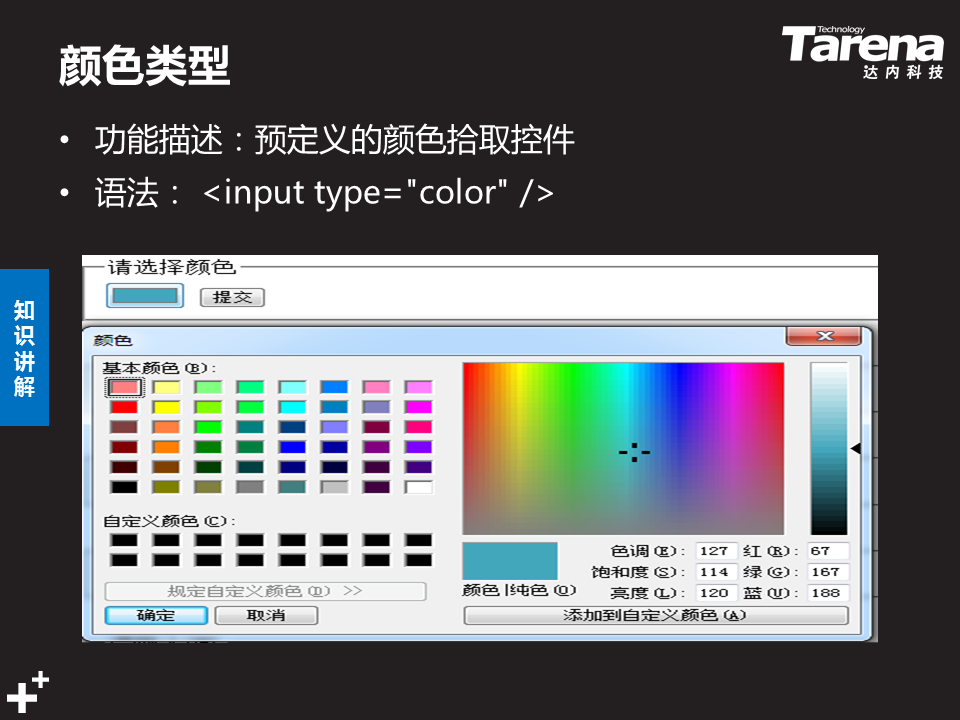 颜色类型
Technology
Tarena
达内科技
• 功能描述：预定义的颜色拾取控件
• 语法： <input type="color" />
知识讲解
请选择颜色
提交
颜色
基本颜色(B):
自定义颜色(C):
规定自定义颜色(D) >>
确定 取消
色调(E): 127 红(R): 67
饱和度(S): 114 绿(G): 167
颜色|纯色(O) 亮度(L): 120 蓝(U): 188
添加到自定义颜色(A)